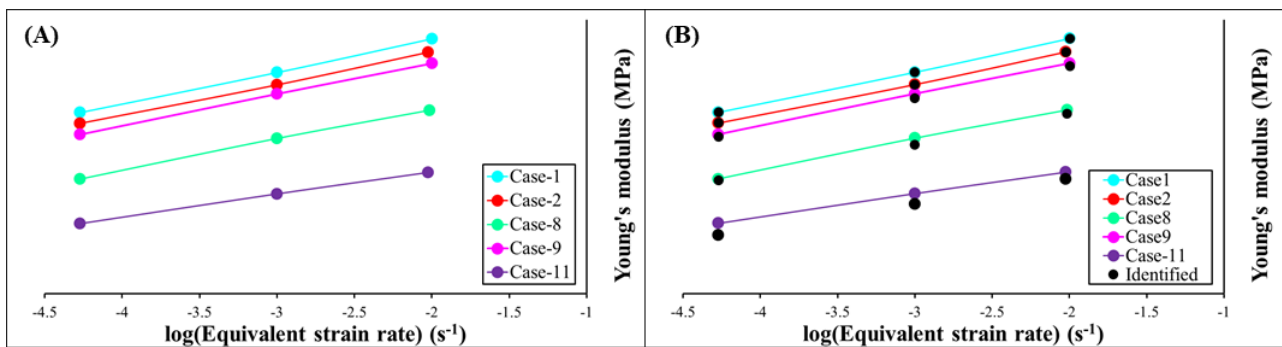 (A)
Young's modulus (MPa)
Case-1
Case-2
Case-8
Case-9
Case-11
-4.5 -4 -3.5 -3 -2.5 -2 -1.5 -1
log(Equivalent strain rate) (s-1)
(B)
Young's modulus (MPa)
Case1
Case2
Case8
Case9
Case-11
Identified
-4.5 -4 -3.5 -3 -2.5 -2 -1.5 -1
log(Equivalent strain rate) (s-1)